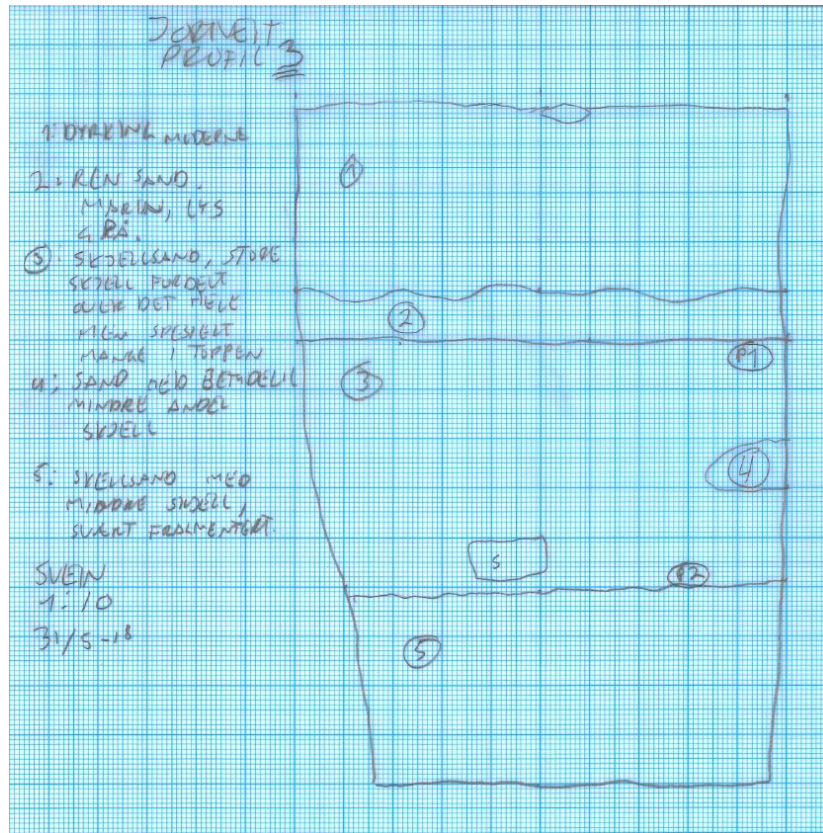 PROFIL 3
1: DYRKING MODERNE
2: REN SAND.
MARIN, LYS
GRÅ.
3: SKJELLSAND, STORE
SKJELL FORDELT
OVER DET HELE
MEN SPESIELT
MANGE I TOPPEN
4: SAND MED BETYDELIG
MINDRE ANDEL
SKJELL
5: SKJELLSAND MED
MINDRE SKJELL,
SVÆRT FRAGMENTERT.
SVEIN
1:10
31/5-18
1
2
P1
3
4
S
P2
5